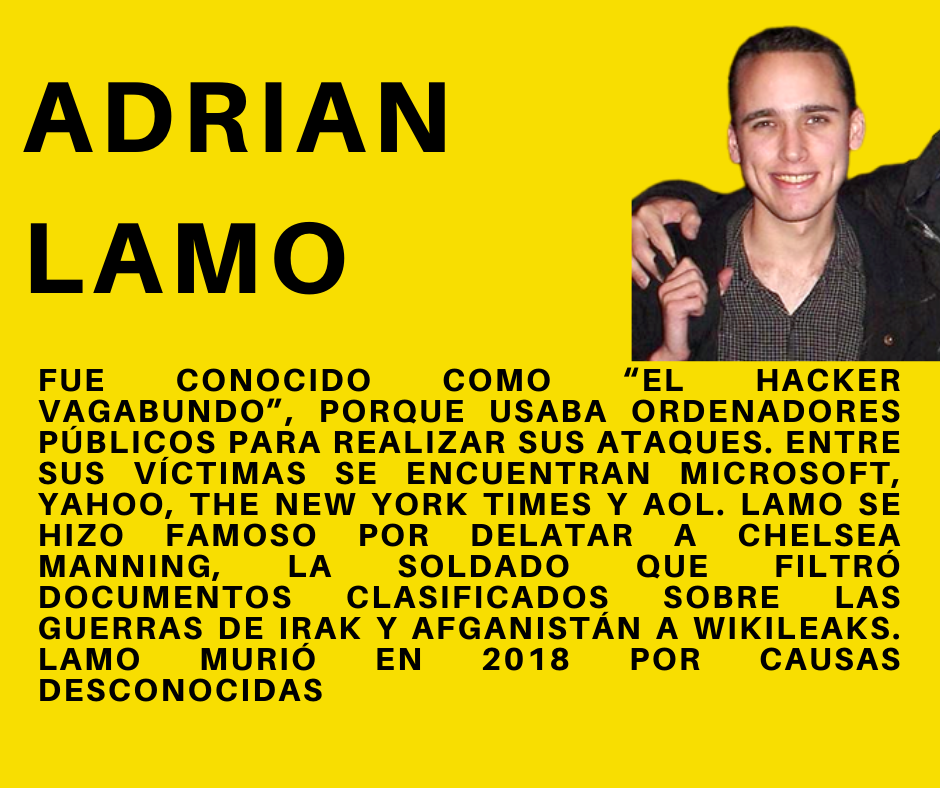 ADRIAN
LAMO
FUE CONOCIDO COMO “EL HACKER
VAGABUNDO”, PORQUE USABA ORDENADORES
PÚBLICOS PARA REALIZAR SUS ATAQUES. ENTRE
SUS VÍCTIMAS SE ENCUENTRAN MICROSOFT,
YAHOO, THE NEW YORK TIMES Y AOL. LAMO SE
HIZO FAMOSO POR DELATAR A CHELSEA
MANNING, LA SOLDADO QUE FILTRÓ
DOCUMENTOS CLASIFICADOS SOBRE LAS
GUERRAS DE IRAK Y AFGANISTÁN A WIKILEAKS.
LAMO MURIÓ EN 2018 POR CAUSAS
DESCONOCIDAS